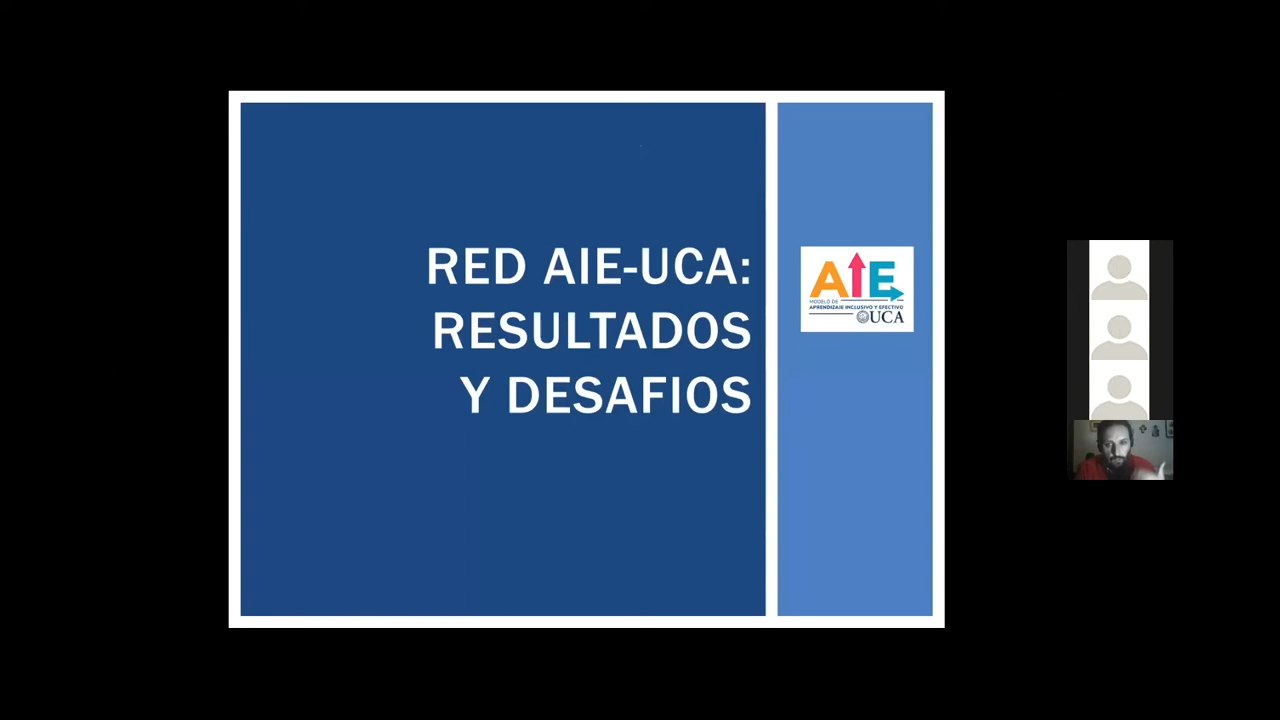 RED AIE-UCA:
RESULTADOS
Y DESAFIOS
AIE
MODELO DE
APRENDIZAJE INCLUSIVO Y EFECTIVO
UCA